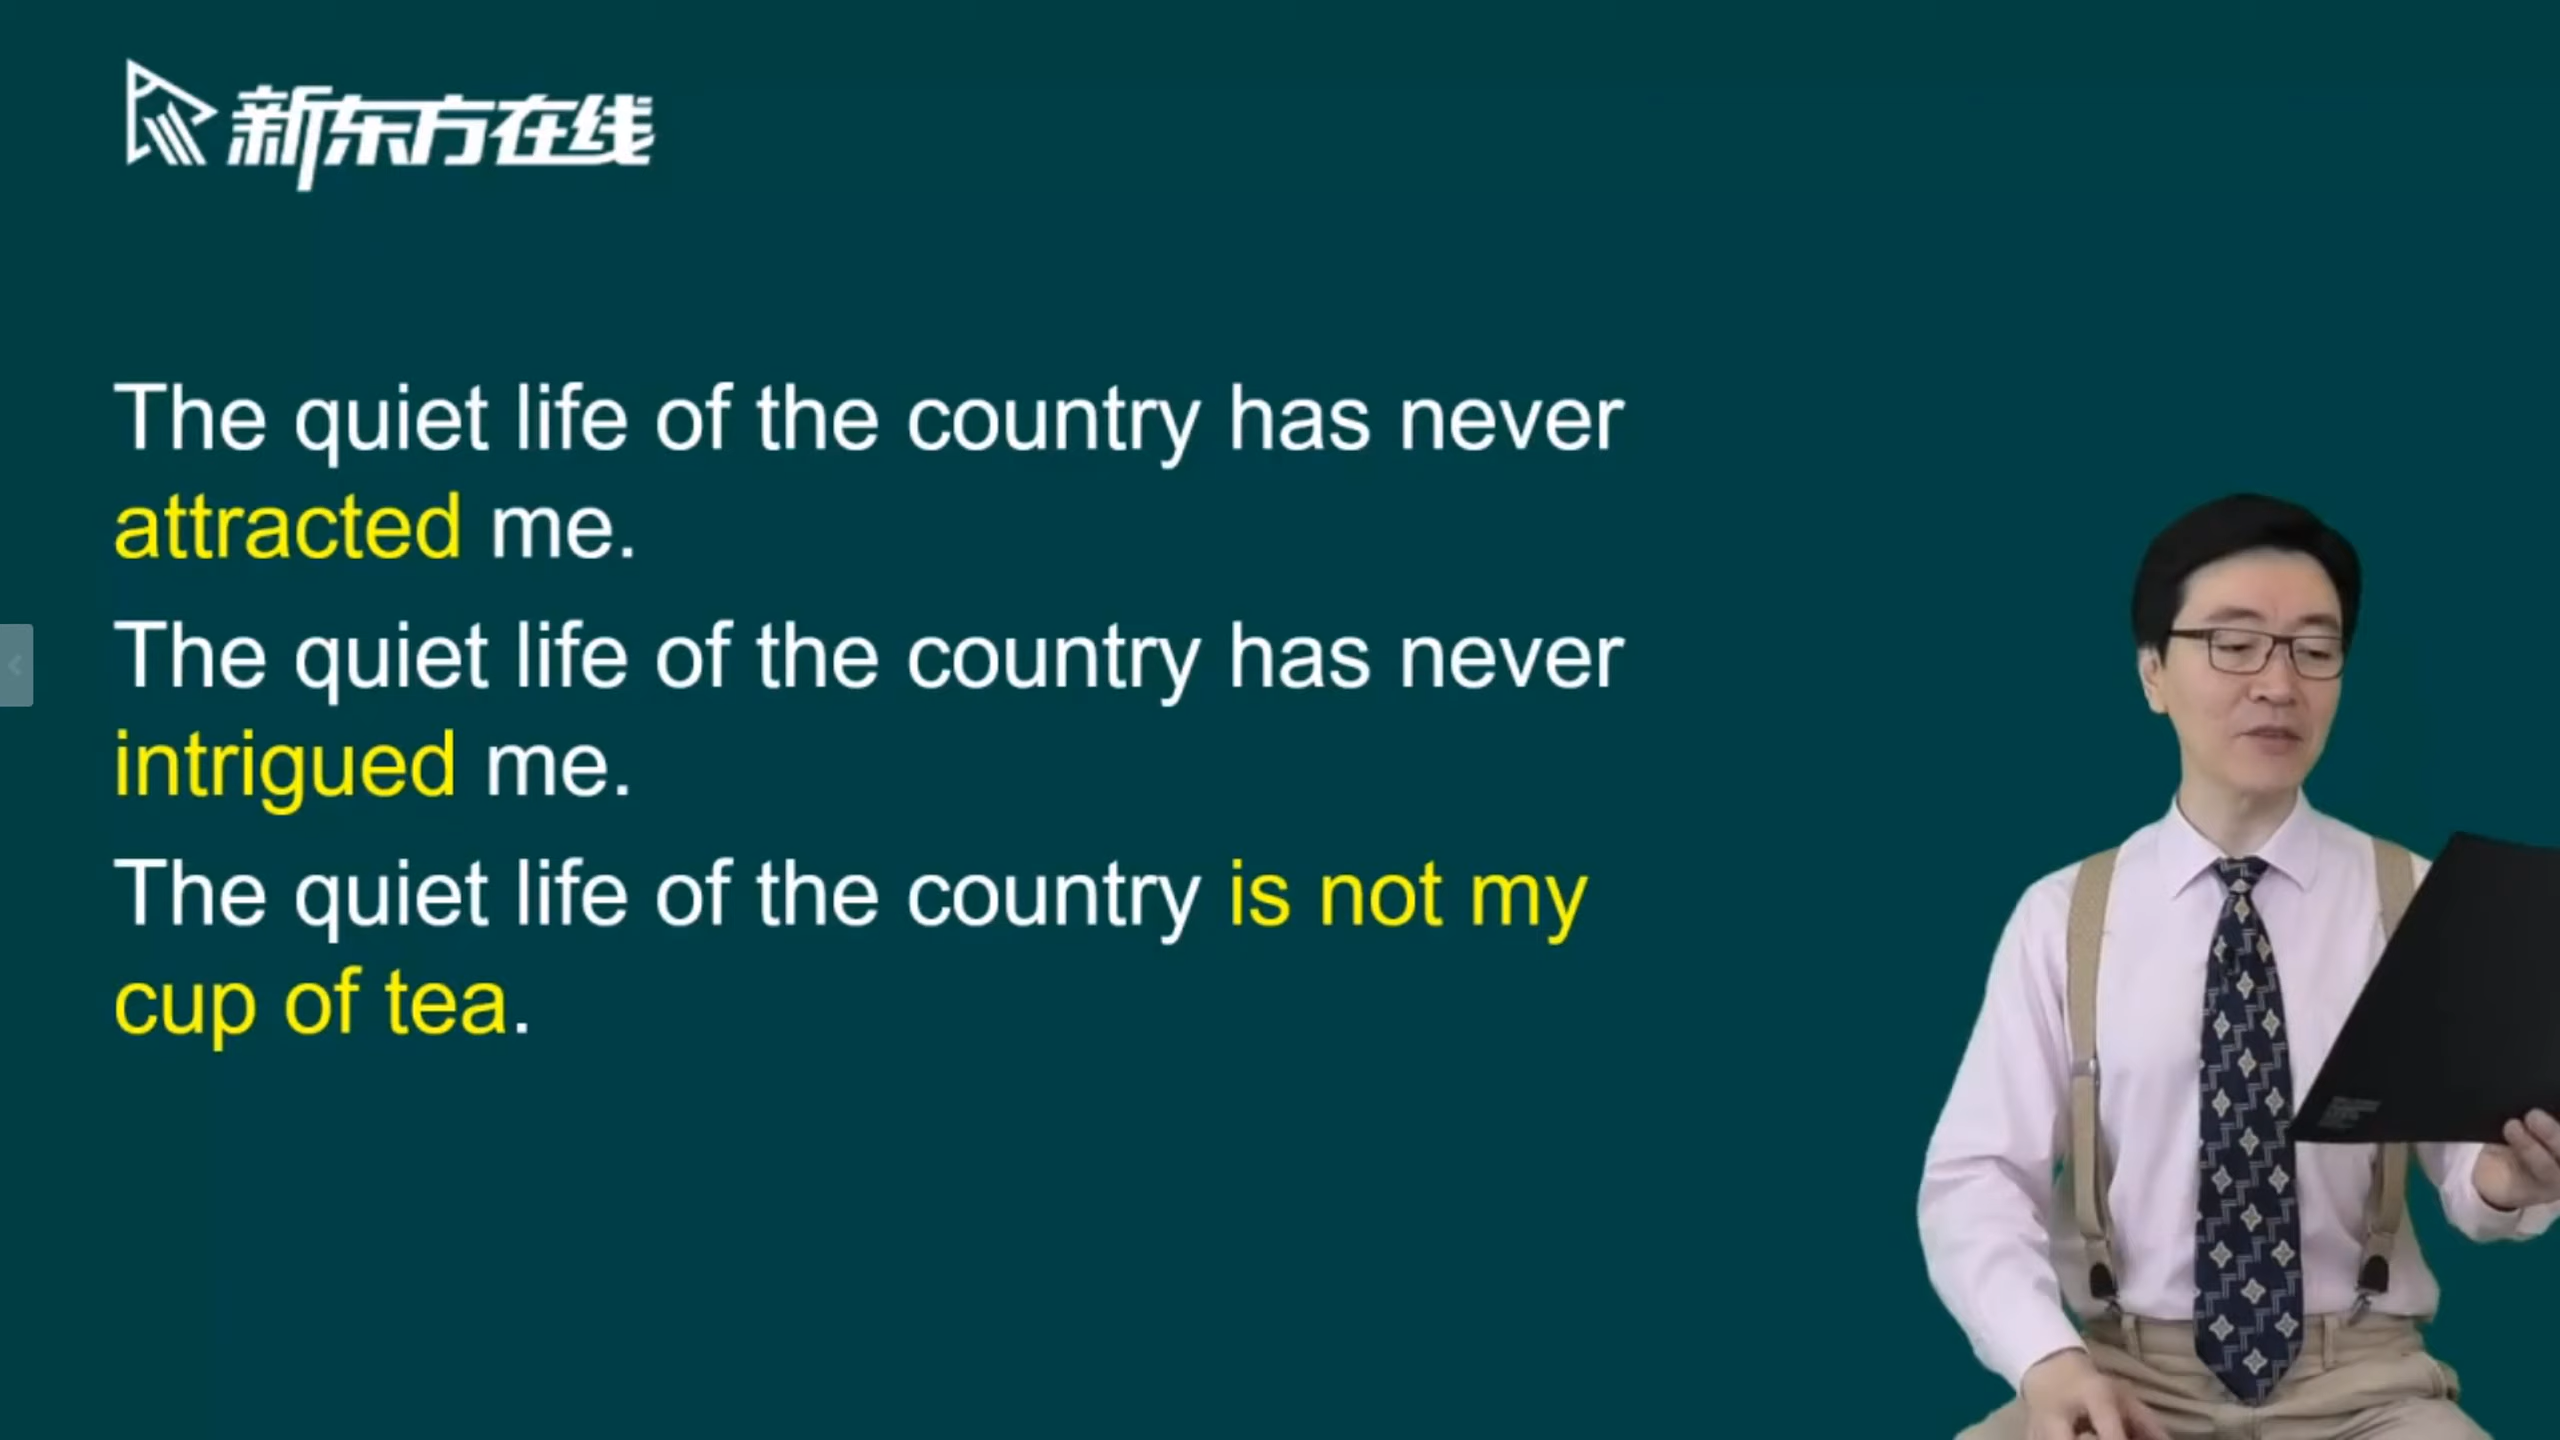 新东方在线
The quiet life of the country has never
attracted me.
The quiet life of the country has never
intrigued me.
The quiet life of the country is not my
cup of tea.